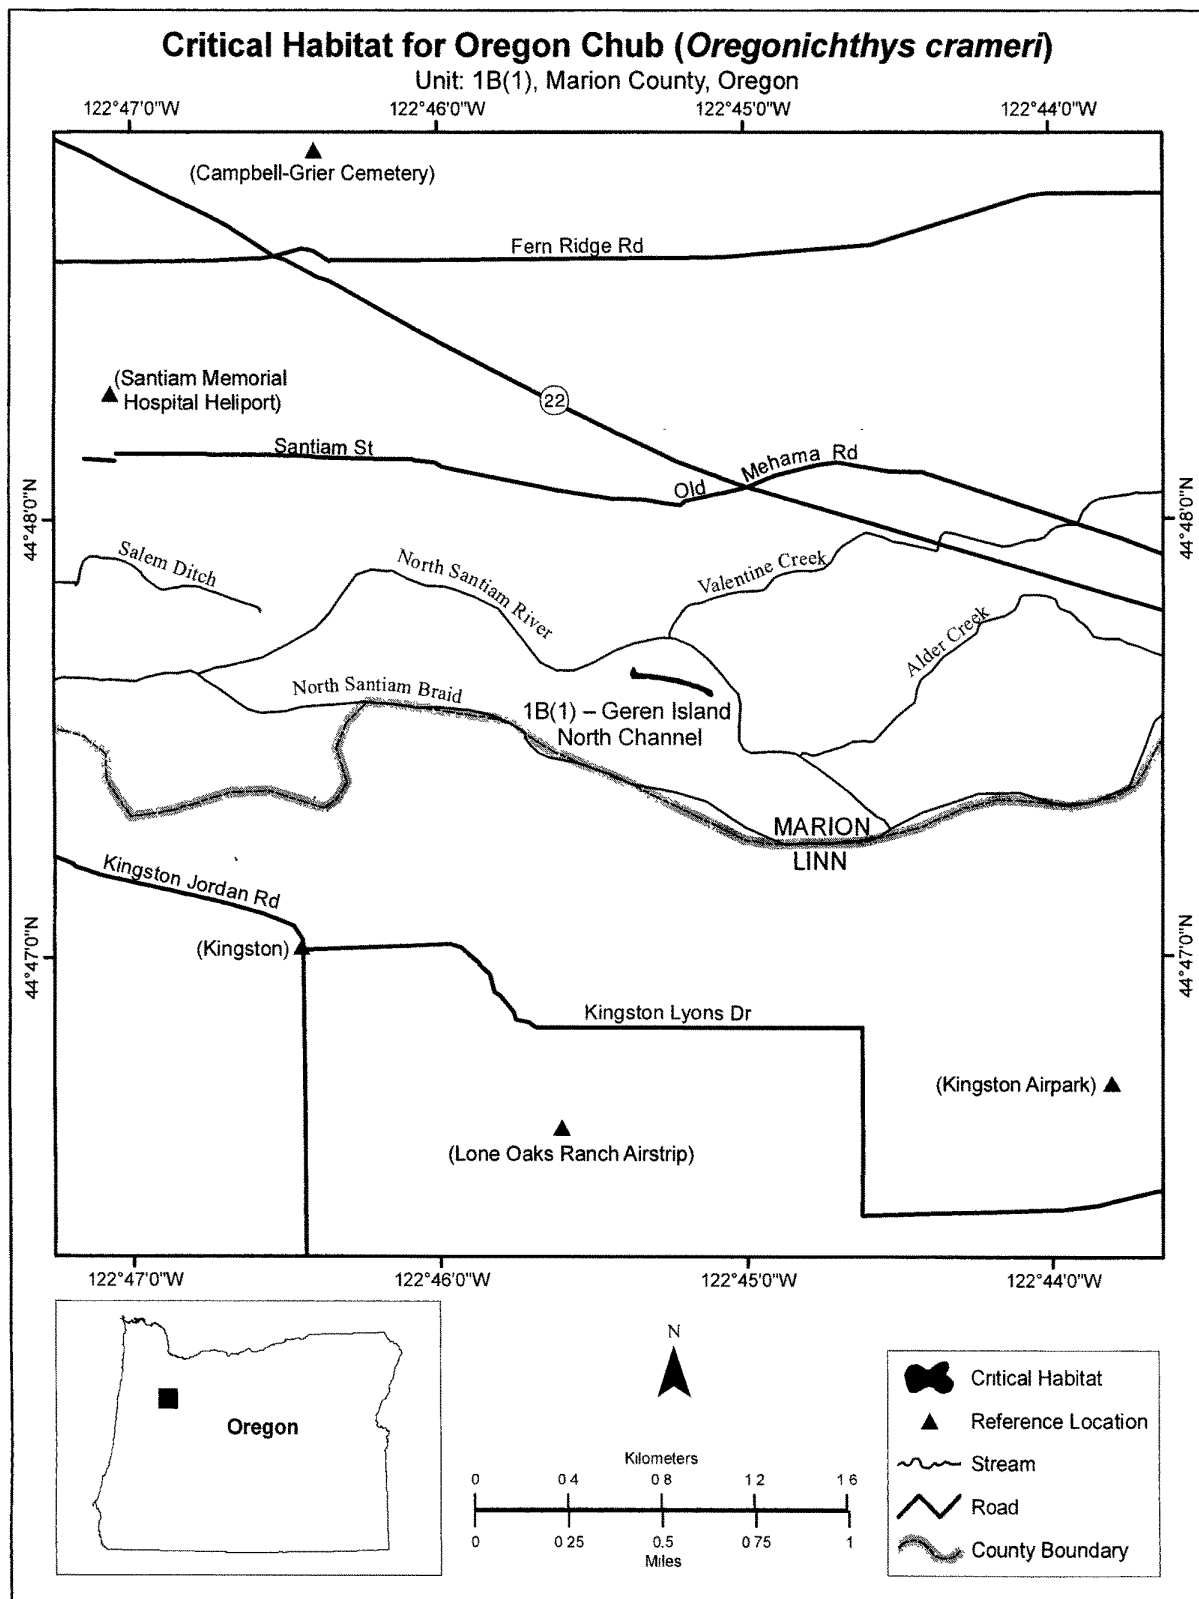 Critical Habitat for Oregon Chub (Oregonichthys crameri)
Unit: 1B(1), Marion County, Oregon
122°47'0"W
122°46'0"W
122°45'0"W
122°44'0"W
(Campbell-Grier Cemetery)
Fern Ridge Rd
(Santiam Memorial
Hospital Heliport)
22
Santiam St
Old Mehama Rd
44°48'0"N
44°48'0"N
Salem Ditch
North Santiam River
Valentine Creek
Alder Creek
North Santiam Braid
1B(1) – Geren Island
North Channel
MARION
LINN
Kingston Jordan Rd
(Kingston)
44°47'0"N
44°47'0"N
Kingston Lyons Dr
(Kingston Airpark)
(Lone Oaks Ranch Airstrip)
122°47'0"W
122°46'0"W
122°45'0"W
122°44'0"W
Oregon
N
Kilometers
0 0 4 0 8 1 2 1 6
0 0 25 0.5 0 75 1
Miles
Critical Habitat
Reference Location
Stream
Road
County Boundary